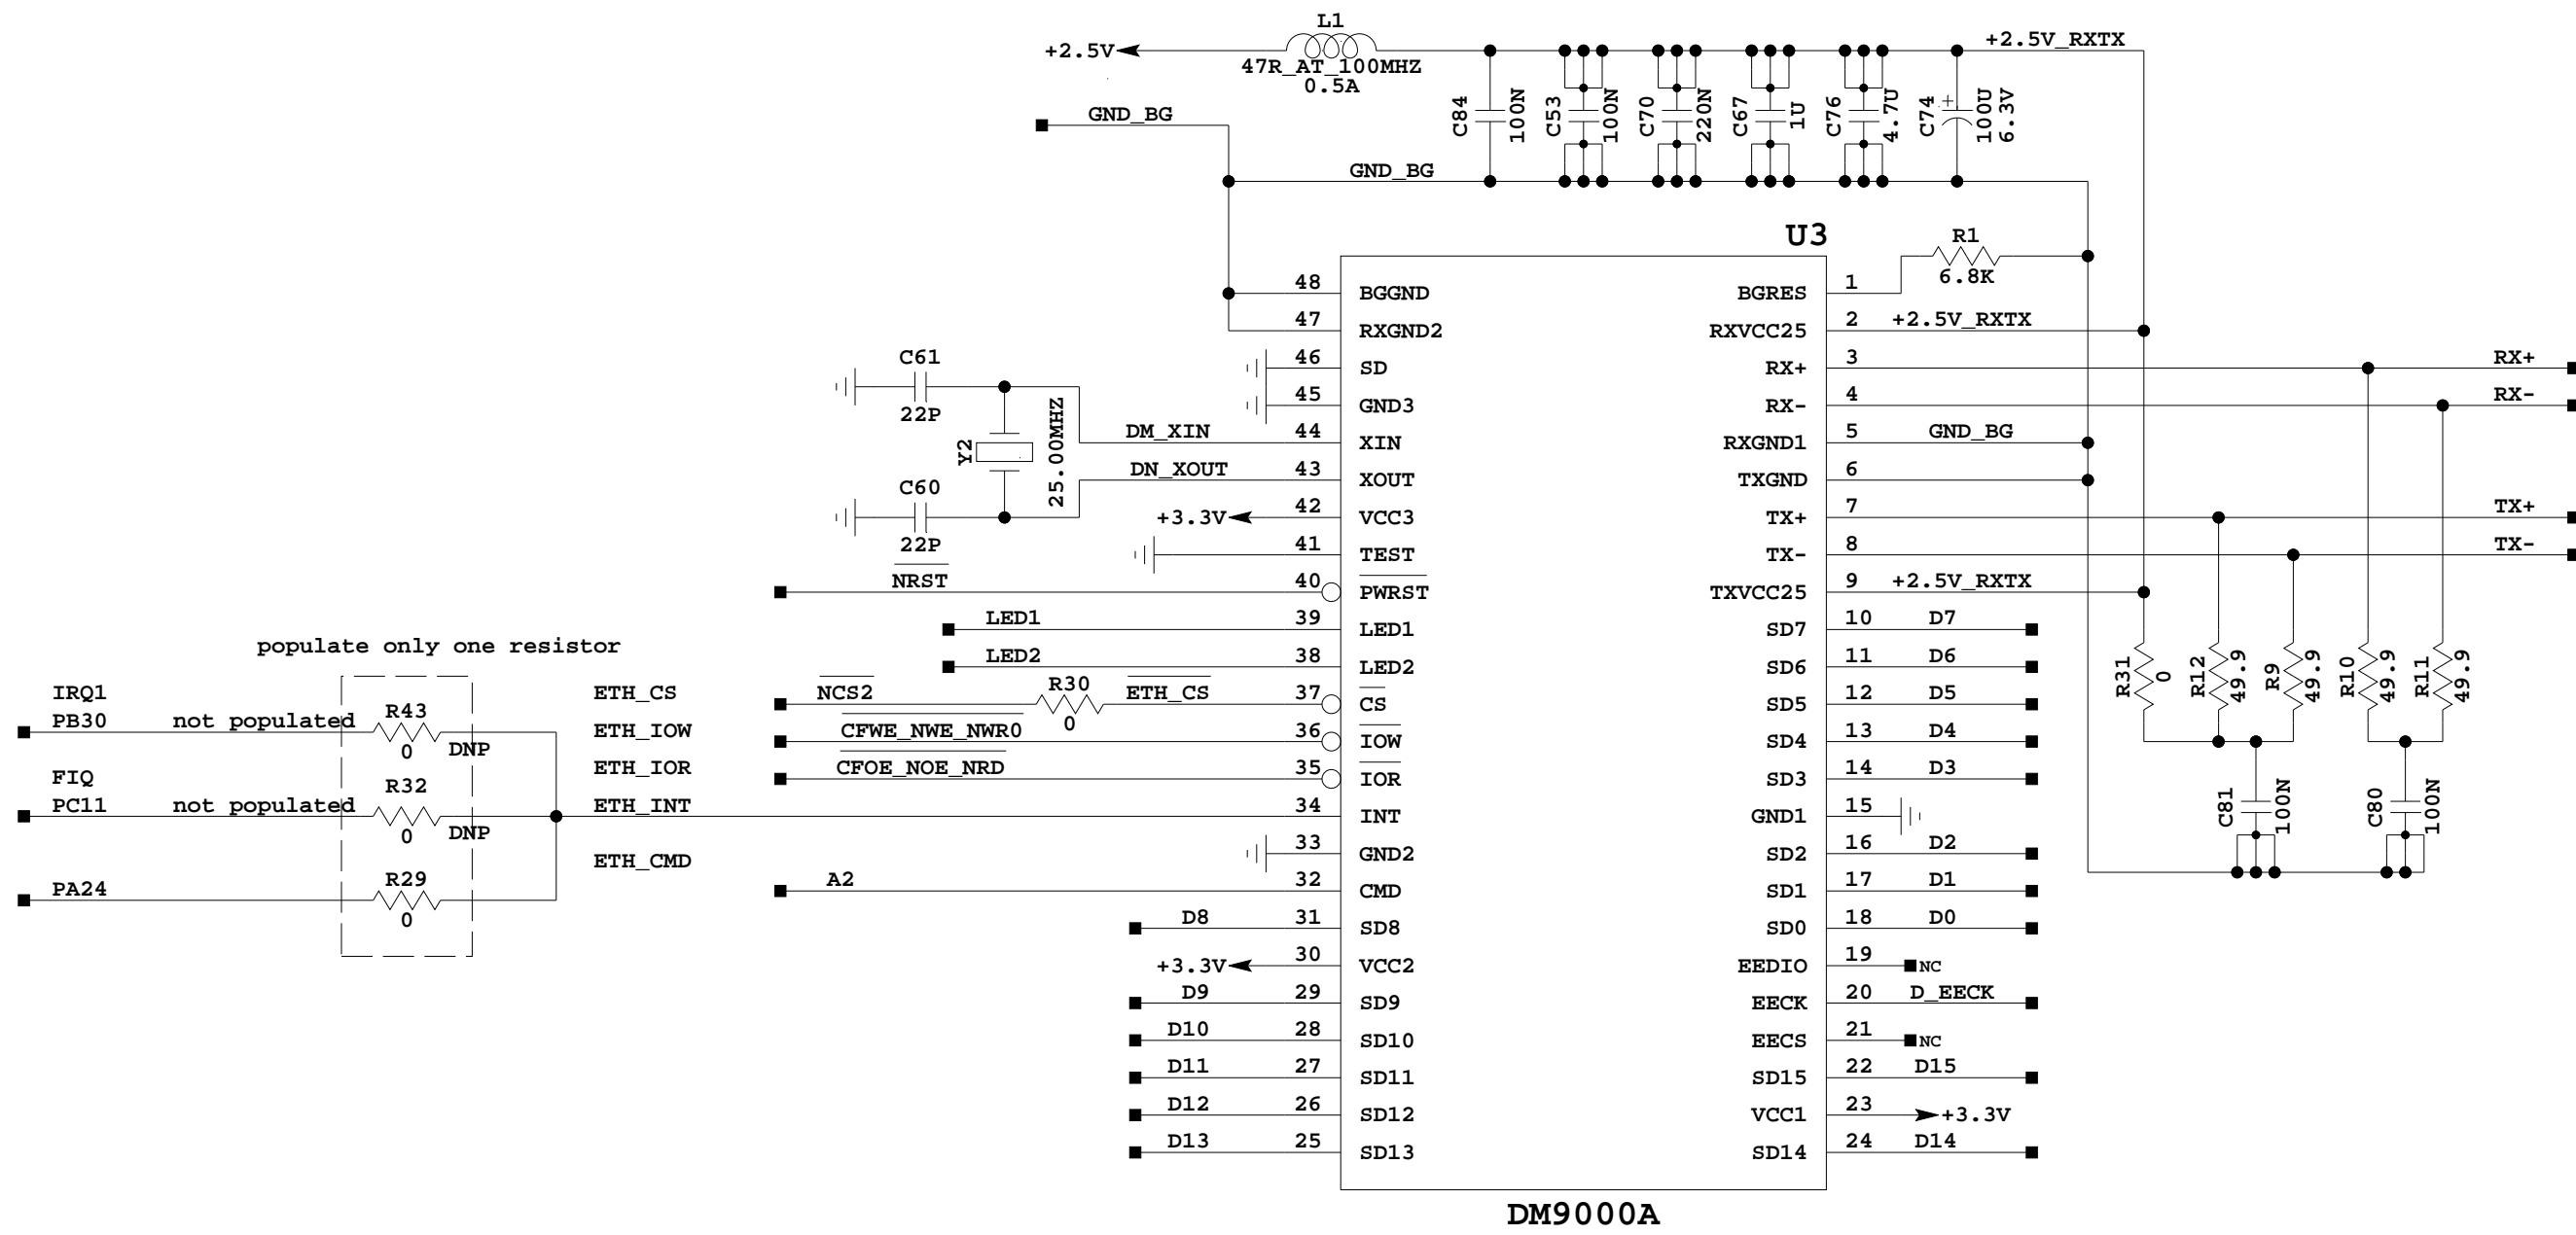 L1
+2.5V
47R_AT_100MHZ
0.5A
+2.5V_RXTX
GND_BG
GND_BG
C84
100N
C53
100N
C70
220N
C67
1U
C76
4.7U
C74
+
100U
6.3V
U3
R1
6.8K
48 BGGND BGRES 1
47 RXGND2 RXVCC25 2 +2.5V_RXTX
46 SD RX+ 3 RX+
45 GND3 RX- 4 RX-
DM_XIN 44 XIN RXGND1 5 GND_BG
DN_XOUT 43 XOUT TXGND 6
+3.3V 42 VCC3 TX+ 7 TX+
41 TEST TX- 8 TX-
NRST 40 PWRST TXVCC25 9 +2.5V_RXTX
LED1 39 LED1 SD7 10 D7
LED2 38 LED2 SD6 11 D6
NCS2 R30 0 ETH_CS 37 CS SD5 12 D5
CFWE_NWE_NWR0 36 IOW SD4 13 D4
CFOE_NOE_NRD 35 IOR SD3 14 D3
34 INT GND1 15
33 GND2 SD2 16 D2
A2 32 CMD SD1 17 D1
D8 31 SD8 SD0 18 D0
+3.3V 30 VCC2 EEDIO 19 NC
D9 29 SD9 EECK 20 D_EECK
D10 28 SD10 EECS 21 NC
D11 27 SD11 SD15 22 D15
D12 26 SD12 VCC1 23 +3.3V
D13 25 SD13 SD14 24 D14
DM9000A
C61
22P
Y2
25.00MHZ
C60
22P
populate only one resistor
IRQ1
PB30 not populated R43 0 DNP
FIQ
PC11 not populated R32 0 DNP
PA24 R29 0
ETH_CS
ETH_IOW
ETH_IOR
ETH_INT
ETH_CMD
R31
0
R12
49.9
R9
49.9
R10
49.9
R11
49.9
C81
100N
C80
100N